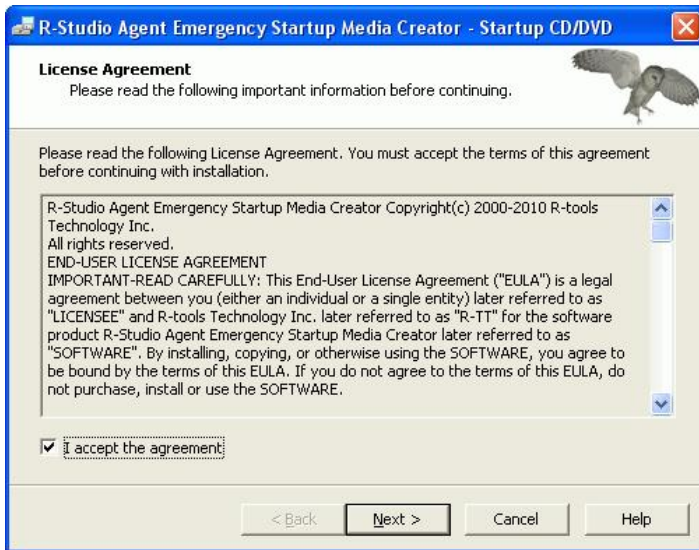 R-Studio Agent Emergency Startup Media Creator - Startup CD/DVD
License Agreement
Please read the following important information before continuing.
Please read the following License Agreement. You must accept the terms of this agreement
before continuing with installation.
R-Studio Agent Emergency Startup Media Creator Copyright(c) 2000-2010 R-tools
Technology Inc.
All rights reserved.
END-USER LICENSE AGREEMENT
IMPORTANT-READ CAREFULLY: This End-User License Agreement ("EULA") is a legal
agreement between you (either an individual or a single entity) later referred to as
"LICENSEE" and R-tools Technology Inc. later referred to as "R-TT" for the software
product R-Studio Agent Emergency Startup Media Creator later referred to as
"SOFTWARE". By installing, copying, or otherwise using the SOFTWARE, you agree to
be bound by the terms of this EULA. If you do not agree to the terms of this EULA, do
not purchase, install or use the SOFTWARE.
I accept the agreement
< Back Next > Cancel Help